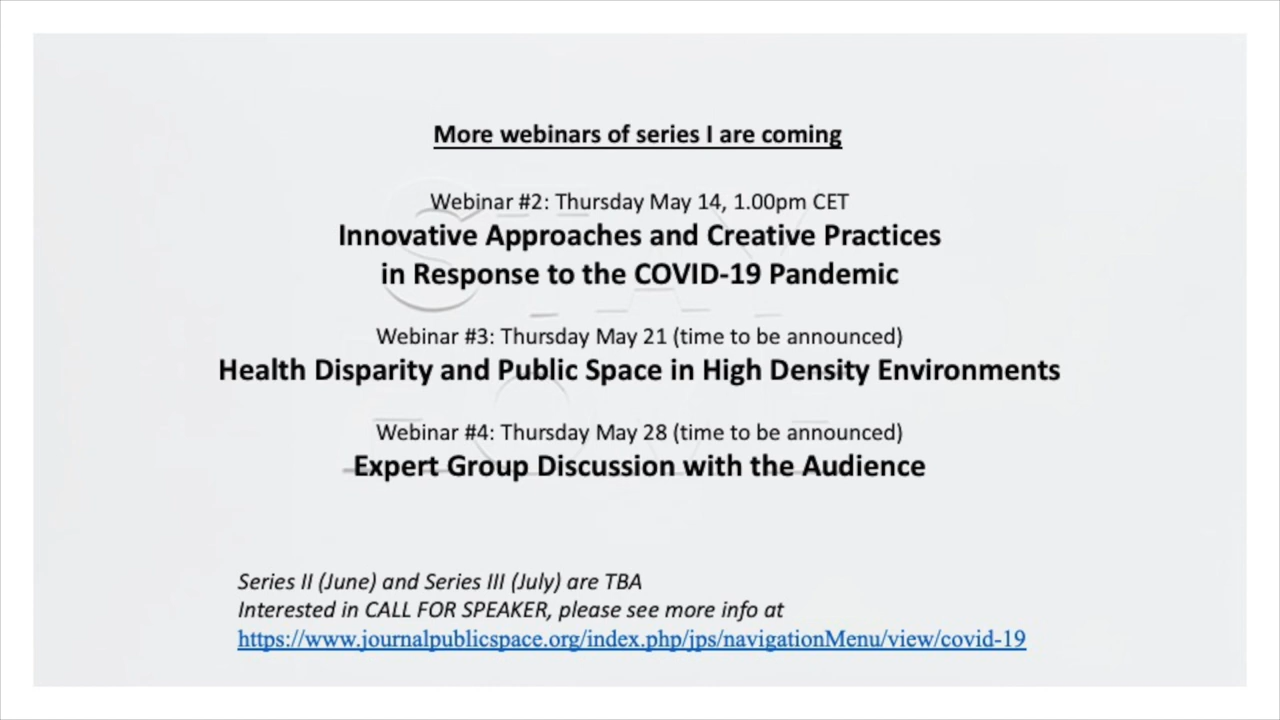 More webinars of series I are coming
Webinar #2: Thursday May 14, 1.00pm CET
Innovative Approaches and Creative Practices
in Response to the COVID-19 Pandemic
Webinar #3: Thursday May 21 (time to be announced)
Health Disparity and Public Space in High Density Environments
Webinar #4: Thursday May 28 (time to be announced)
Expert Group Discussion with the Audience
Series II (June) and Series III (July) are TBA
Interested in CALL FOR SPEAKER, please see more info at
https://www.journalpublicspace.org/index.php/jps/navigationMenu/view/covid-19